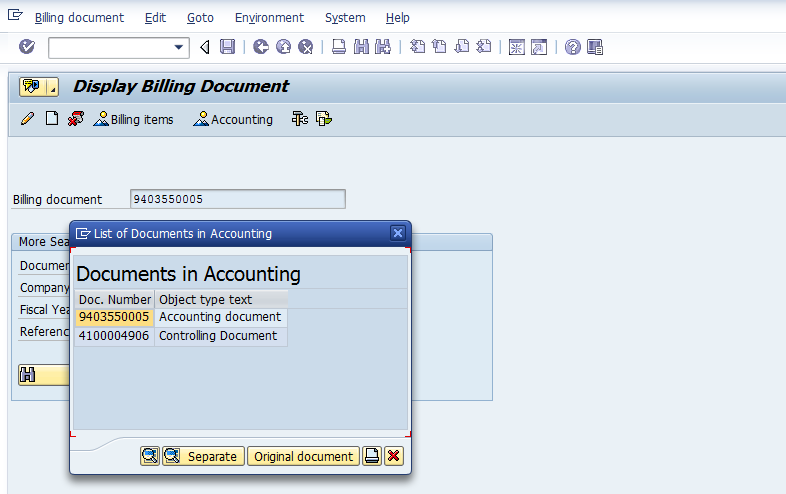 Billing document Edit Goto Environment System Help
Display Billing Document
Billing items Accounting
Billing document 9403550005
List of Documents in Accounting
More Sea
Documents in Accounting
Documen
Doc. Number Object type text
Company
9403550005 Accounting document
Fiscal Yea
4100004906 Controlling Document
Referenc
Separate Original document